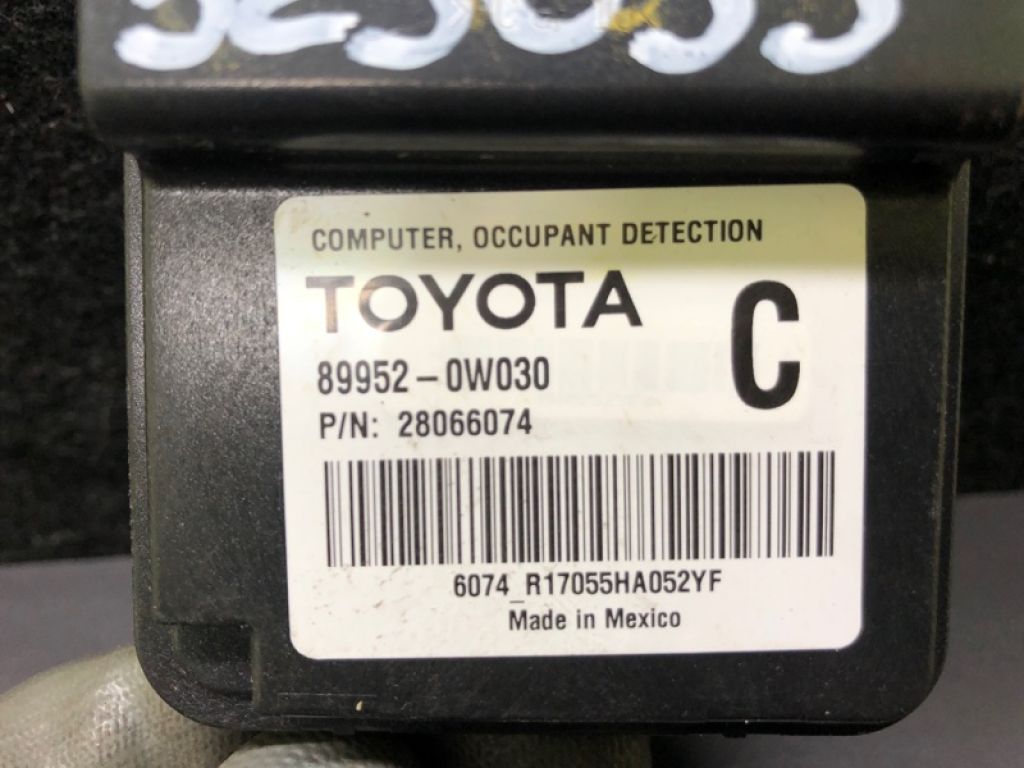 COMPUTER, OCCUPANT DETECTION
TOYOTA
C
89952-0W030
P/N: 28066074
6074_R17055HA052YF
Made in Mexico